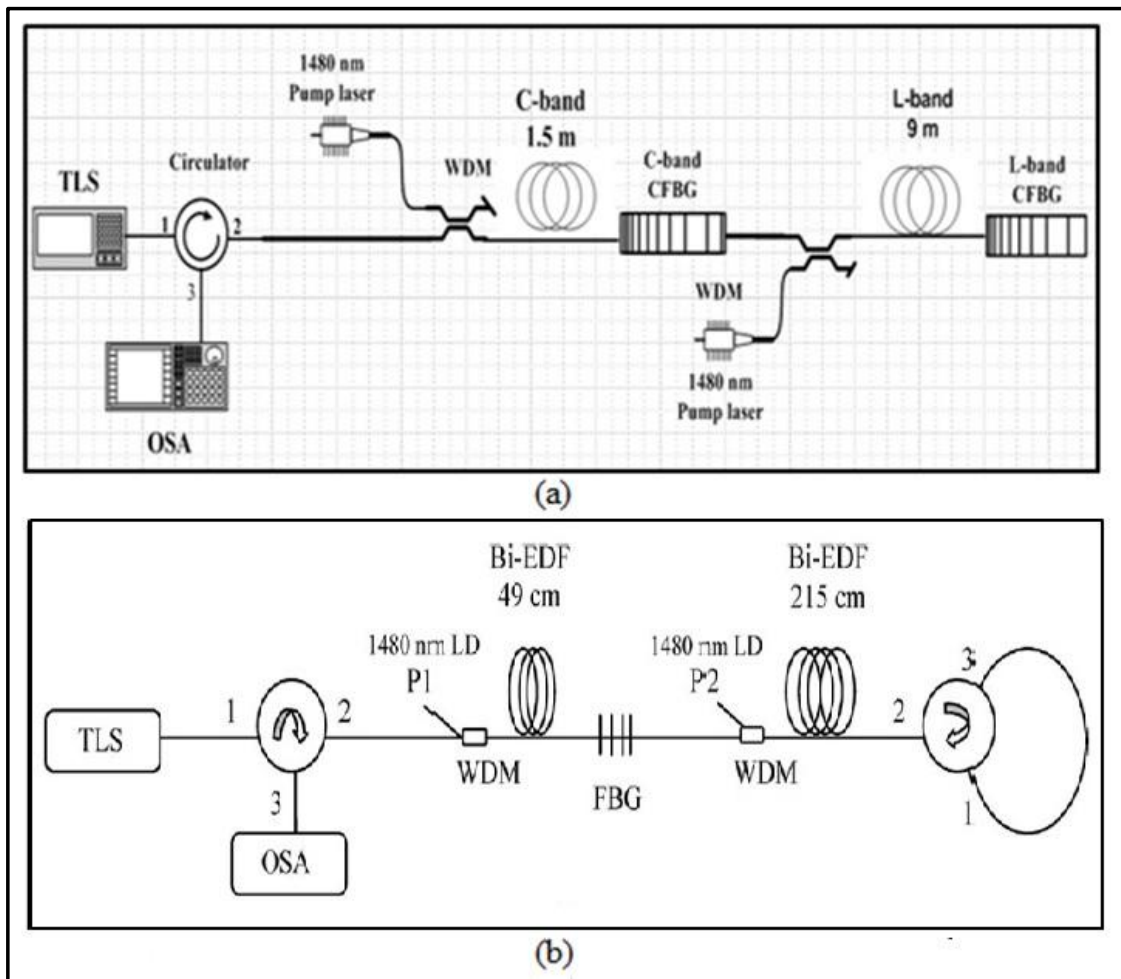 1480 nm
Pump laser
C-band
1.5 m
L-band
9 m
Circulator
WDM
C-band
CFBG
L-band
CFBG
TLS
1
2
3
WDM
OSA
1480 nm
Pump laser
(a)
Bi-EDF
49 cm
Bi-EDF
215 cm
1480 nm LD
P1
1480 nm LD
P2
1
2
3
2
TLS
WDM
FBG
WDM
1
3
OSA
(b)